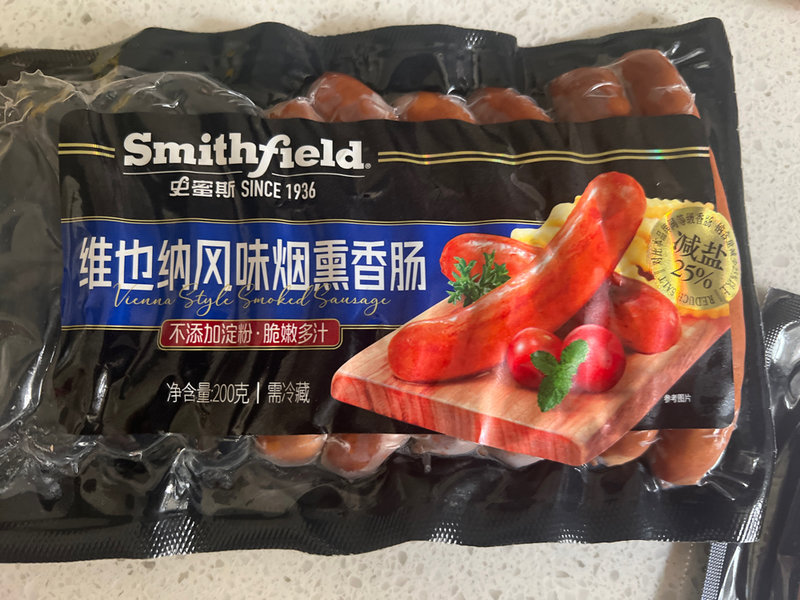 Smithfield®
史蜜斯 SINCE 1936
维也纳风味烟熏香肠
Vienna Style Smoked Sausage
不添加淀粉·脆嫩多汁
净含量:200克 | 需冷藏
减盐
25%
参考图片